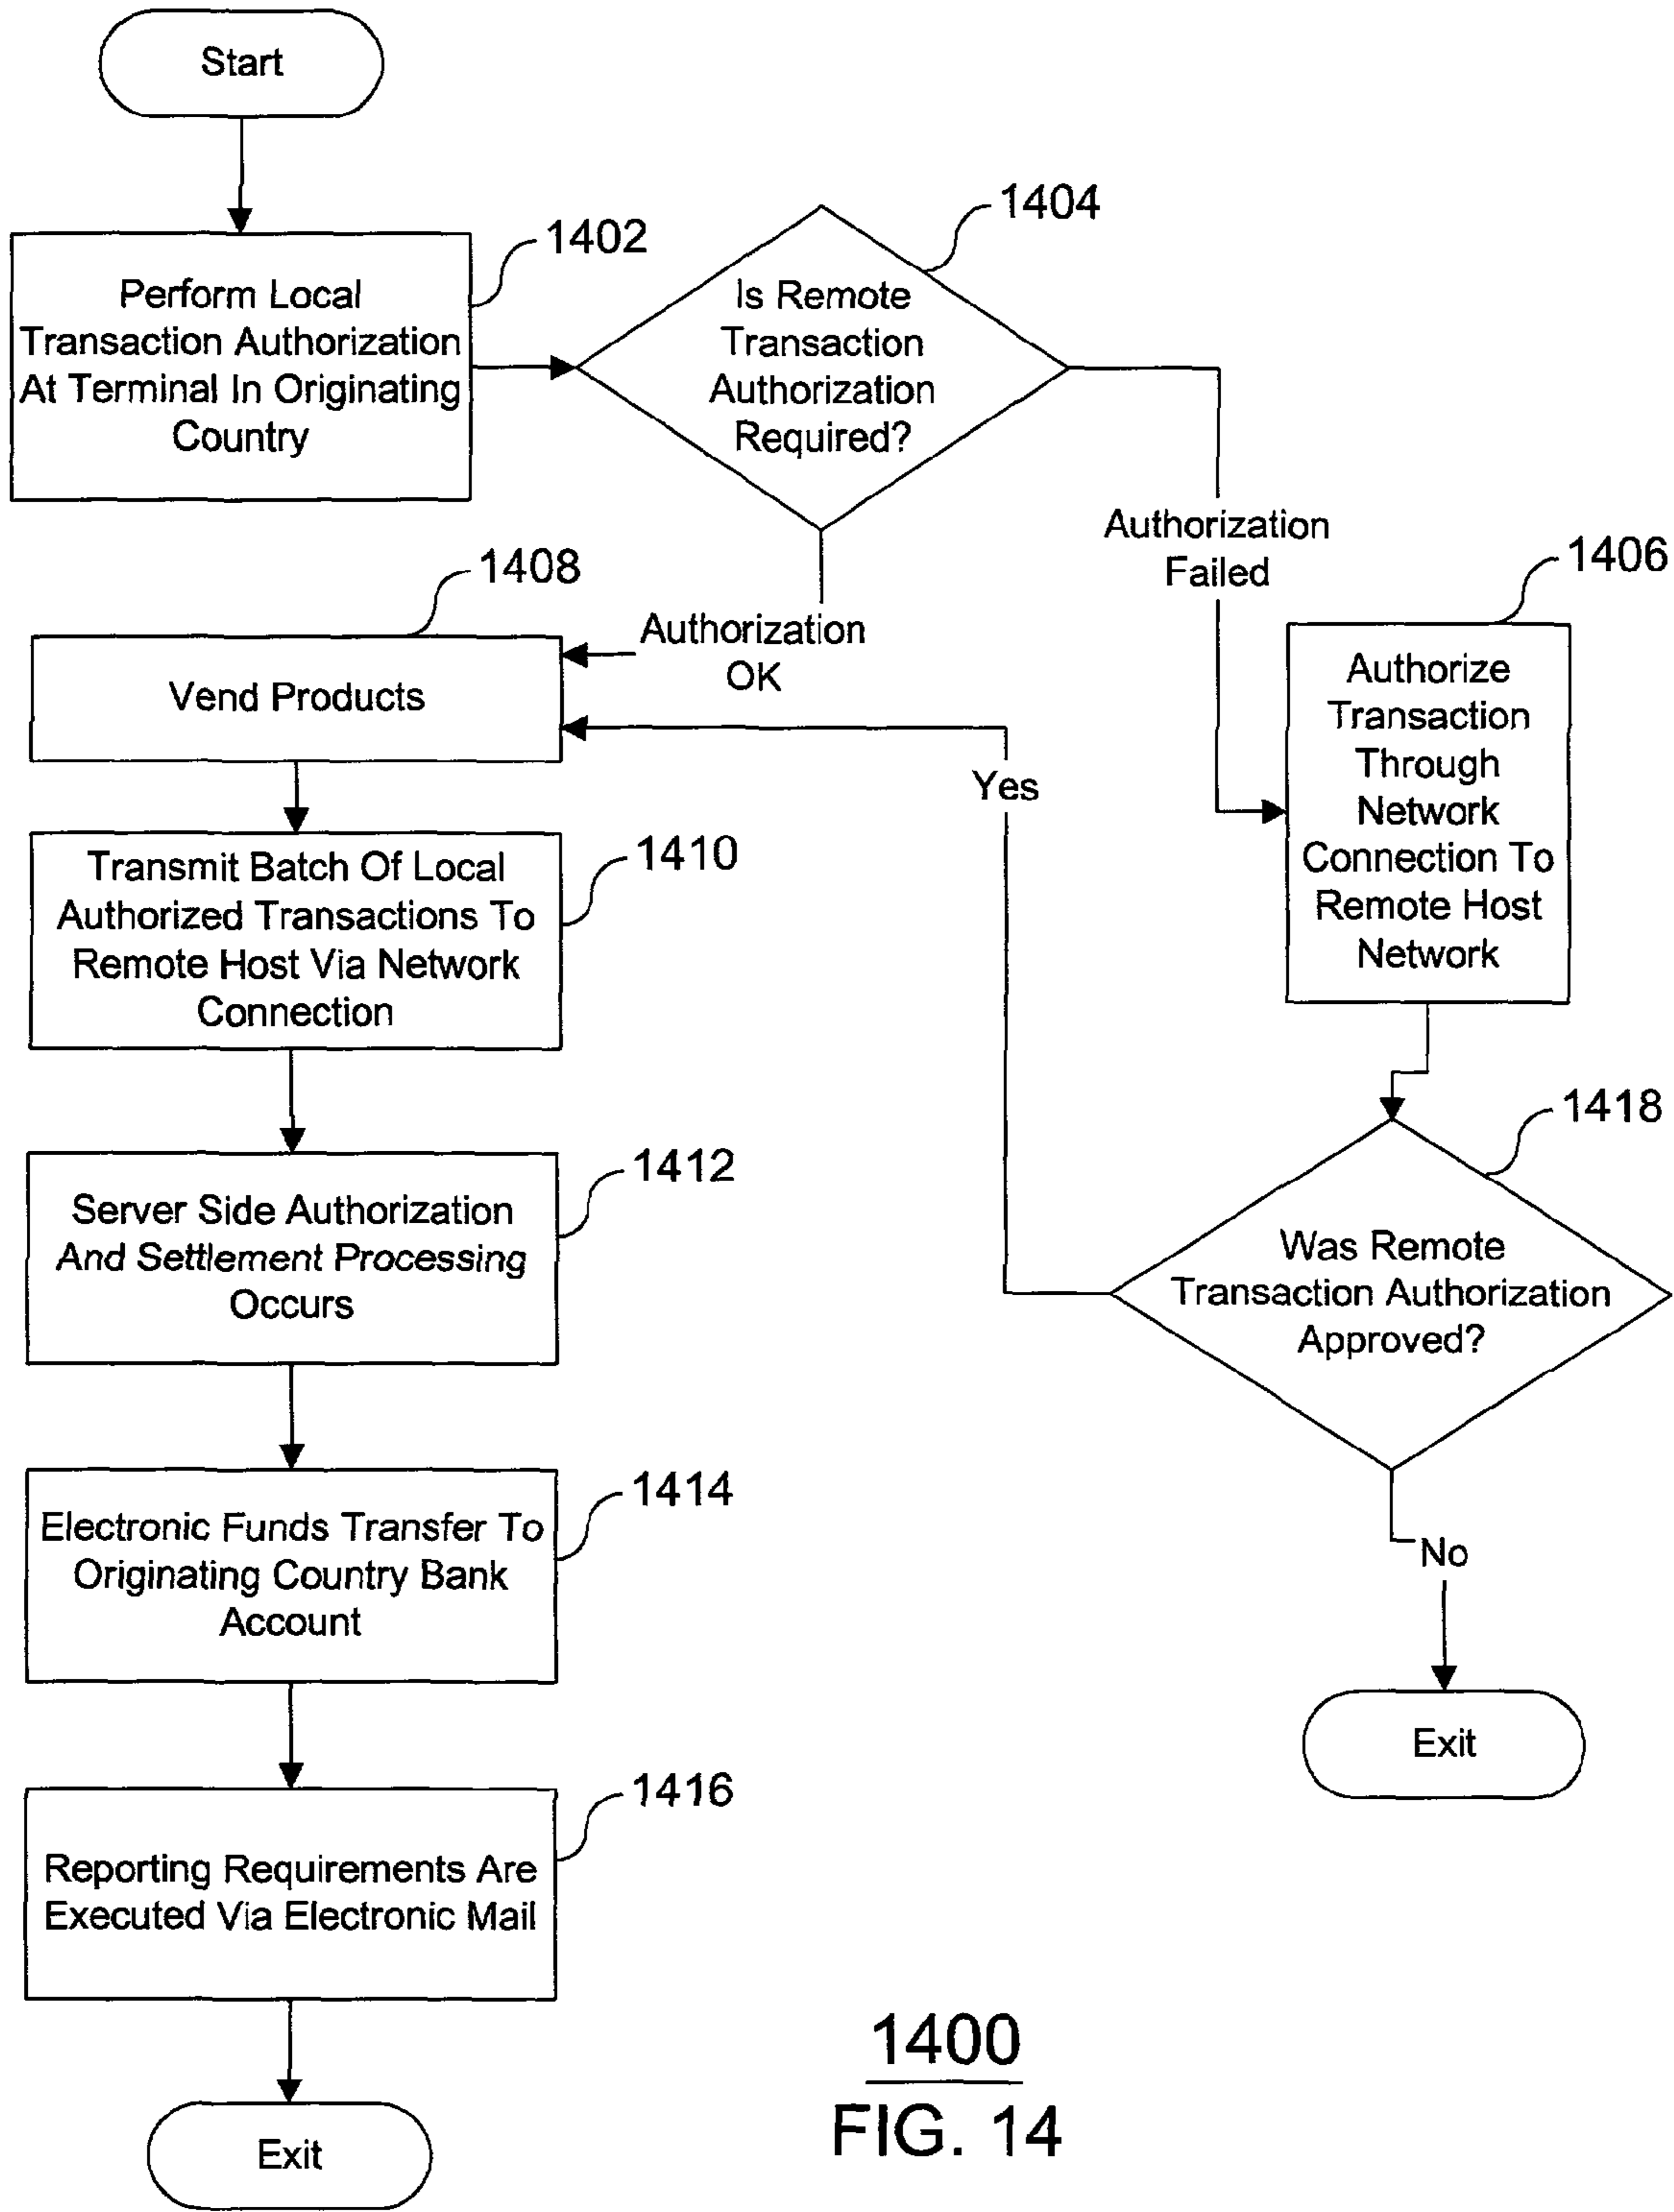 Start
1402
Perform Local
Transaction Authorization
At Terminal In Originating
Country
1404
Is Remote
Transaction
Authorization
Required?
Authorization
Failed
1406
Authorize
Transaction
Through
Network
Connection To
Remote Host
Network
Authorization
OK
1408
Vend Products
Yes
1410
Transmit Batch Of Local
Authorized Transactions To
Remote Host Via Network
Connection
1418
Was Remote
Transaction Authorization
Approved?
1412
Server Side Authorization
And Settlement Processing
Occurs
1414
Electronic Funds Transfer To
Originating Country Bank
Account
No
Exit
1416
Reporting Requirements Are
Executed Via Electronic Mail
Exit
1400
FIG. 14